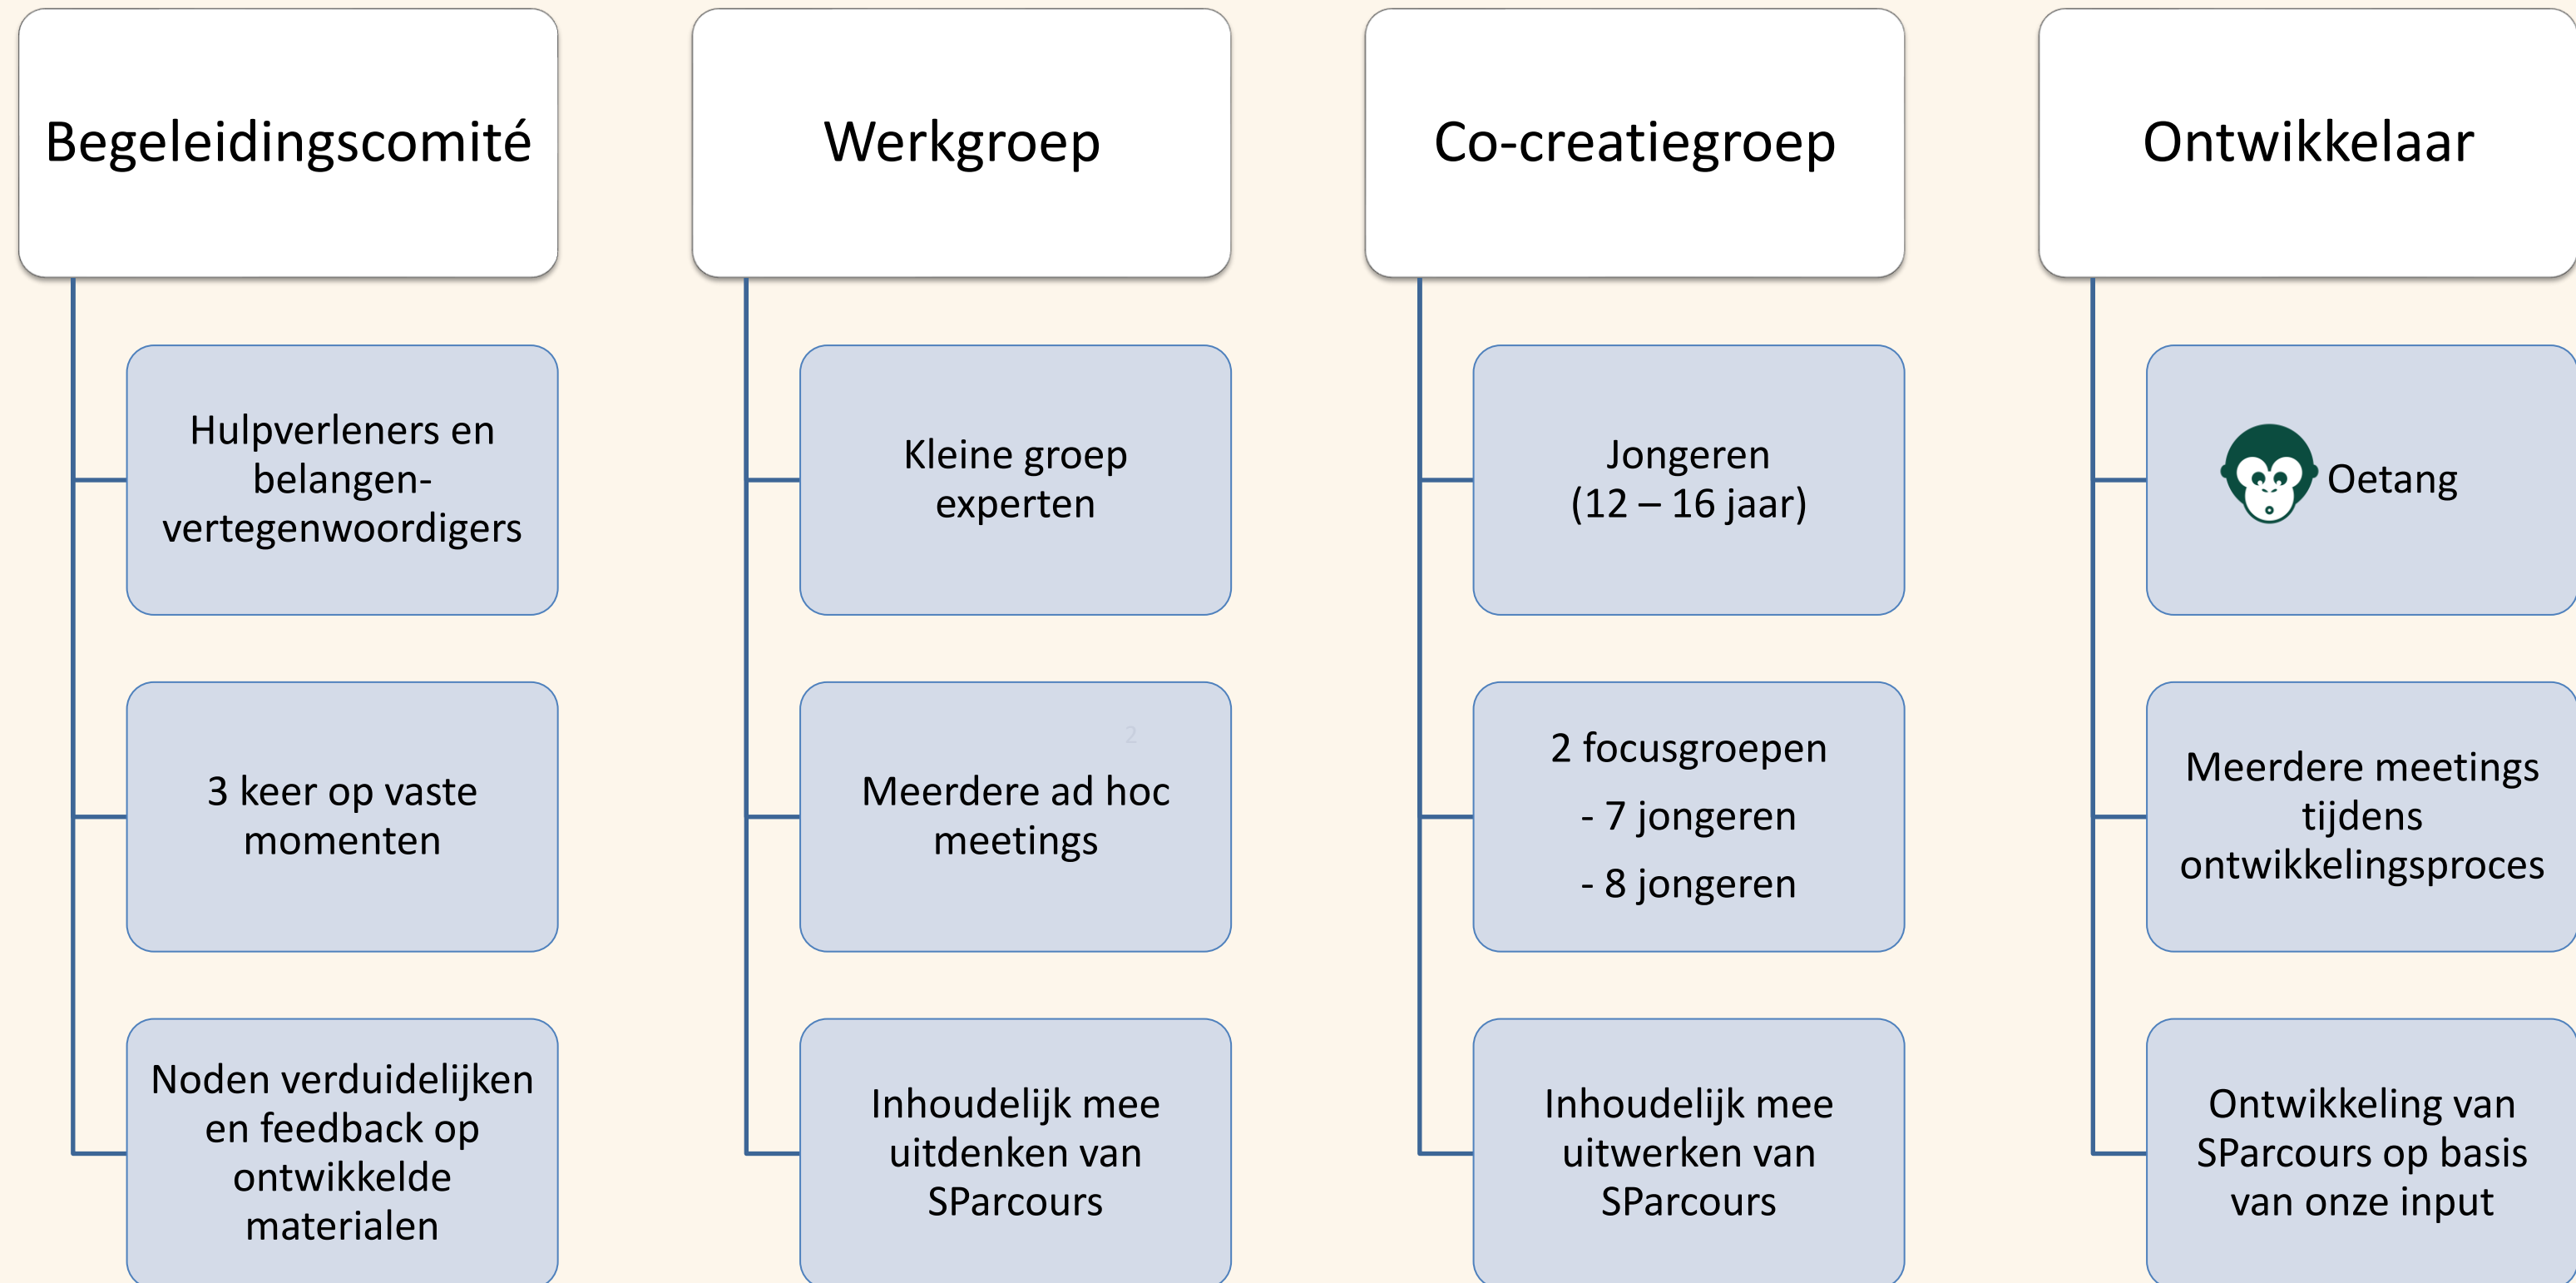 Begeleidingscomité
Hulpverleners en
belangen-
vertegenwoordigers
3 keer op vaste
momenten
Noden verduidelijken
en feedback op
ontwikkelde
materialen
Werkgroep
Kleine groep
experten
2
Meerdere ad hoc
meetings
Inhoudelijk mee
uitdenken van
SParcours
Co-creatiegroep
Jongeren
(12 – 16 jaar)
2 focusgroepen
- 7 jongeren
- 8 jongeren
Inhoudelijk mee
uitwerken van
SParcours
Ontwikkelaar
Oetang
Meerdere meetings
tijdens
ontwikkelingsproces
Ontwikkeling van
SParcours op basis
van onze input